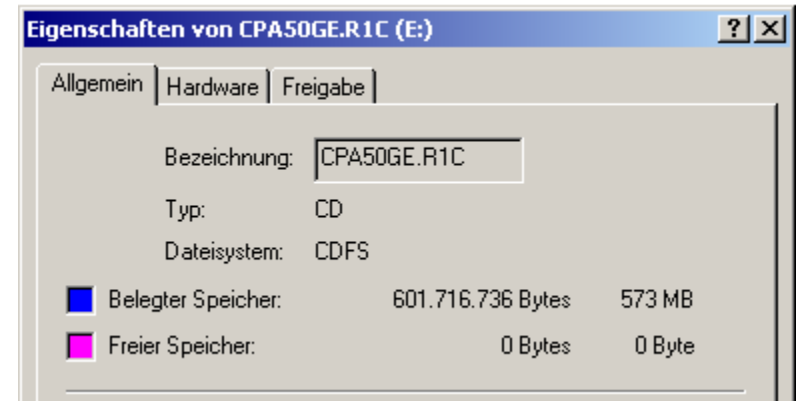 Eigenschaften von CPA50GE.R1C (E:) ? X
Allgemein Hardware Freigabe
Bezeichnung: CPA50GE.R1C
Typ: CD
Dateisystem: CDFS
Belegter Speicher: 601.716.736 Bytes 573 MB
Freier Speicher: 0 Bytes 0 Byte